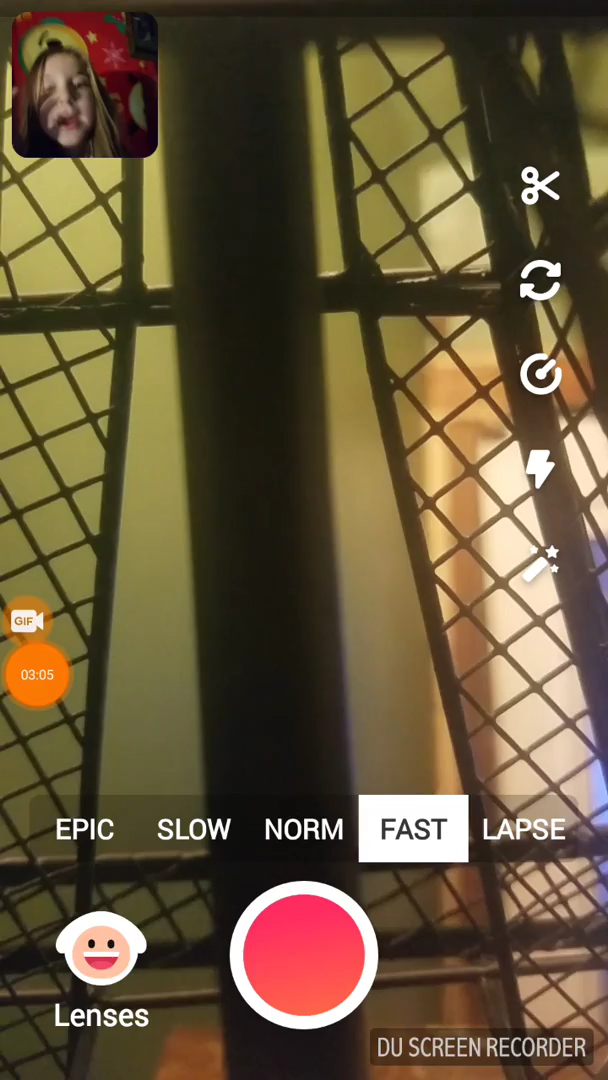 GIF
03:05
EPIC SLOW NORM FAST LAPSE
Lenses
DU SCREEN RECORDER